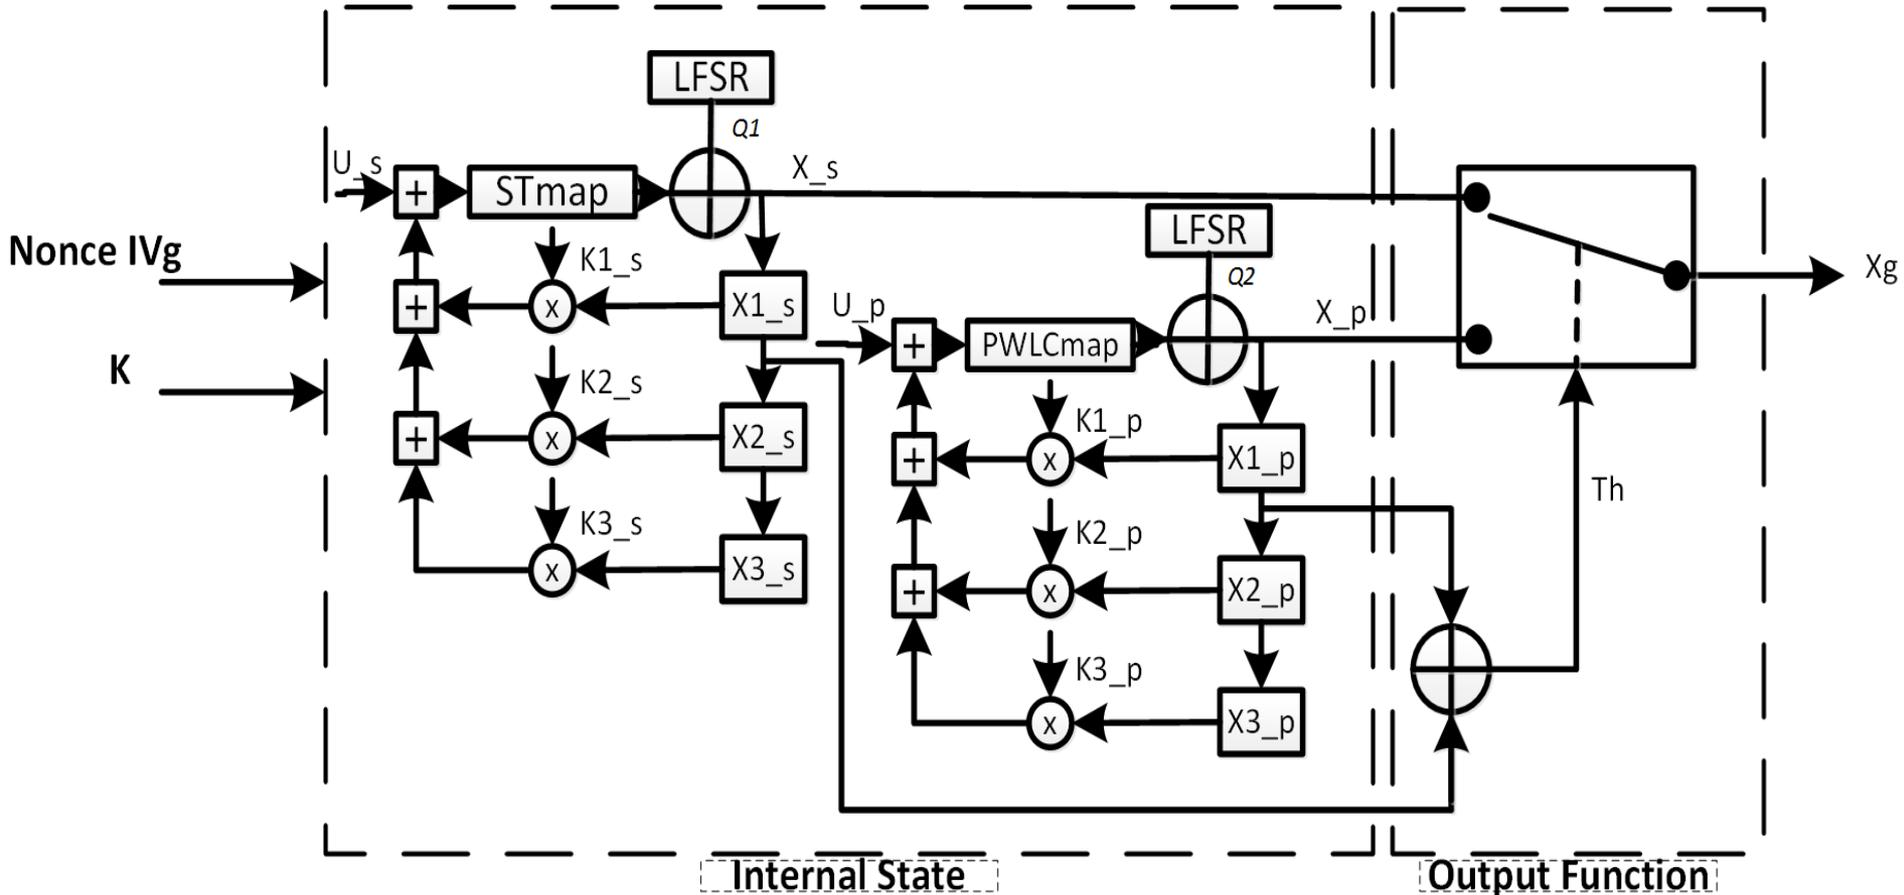 LFSR
Q1
U_s
+
STmap
X_s
LFSR
Q2
Nonce IVg
K1_s
+
x
X1_s
U_p
+
PWLCmap
X_p
Xg
K
K2_s
+
x
X2_s
K1_p
+
x
X1_p
Th
K3_s
x
X3_s
K2_p
+
x
X2_p
K3_p
x
X3_p
Internal State
Output Function